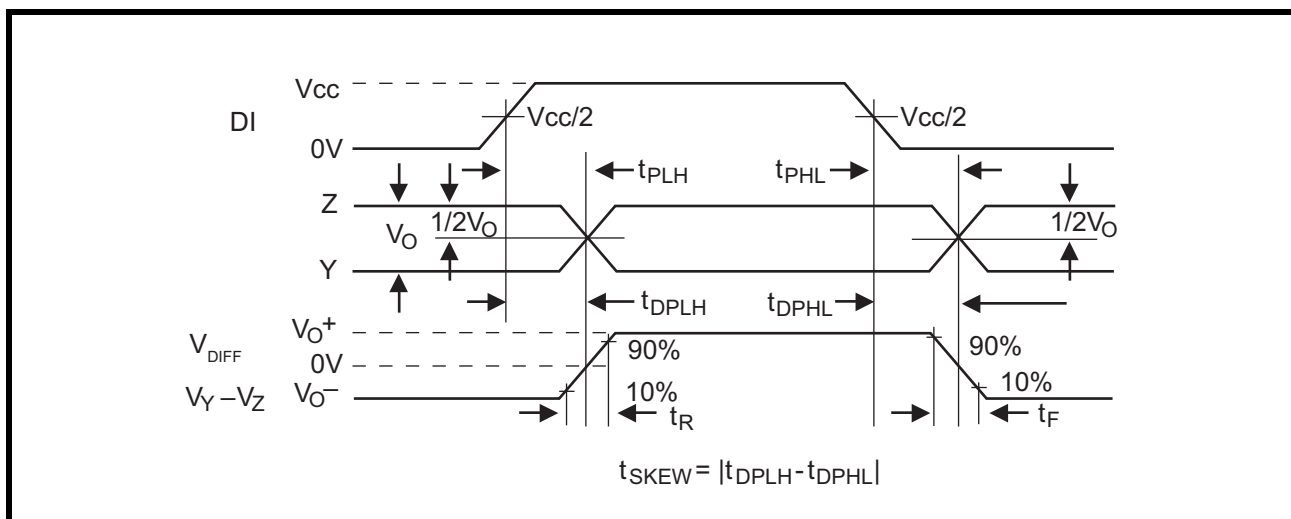 Vcc
DI
Vcc/2
Vcc/2
0V
tPLH
tPHL
Z
VO
1/2VO
1/2VO
Y
tDPLH
tDPHL
VO+
VDIFF
0V
90%
90%
VY –VZ
VO–
10%
10%
tR
tF
tSKEW = |tDPLH - tDPHL|